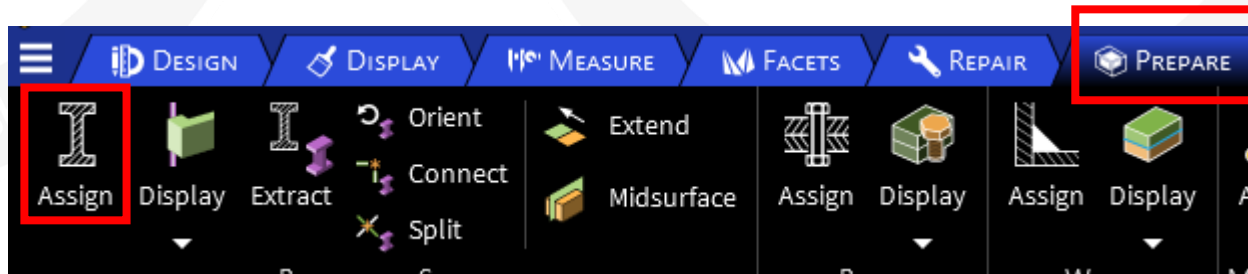 DESIGN DISPLAY MEASURE FACETS REPAIR PREPARE
Assign Display Extract
Orient
Connect
Split
Extend
Midsurface
Assign Display
Assign Display